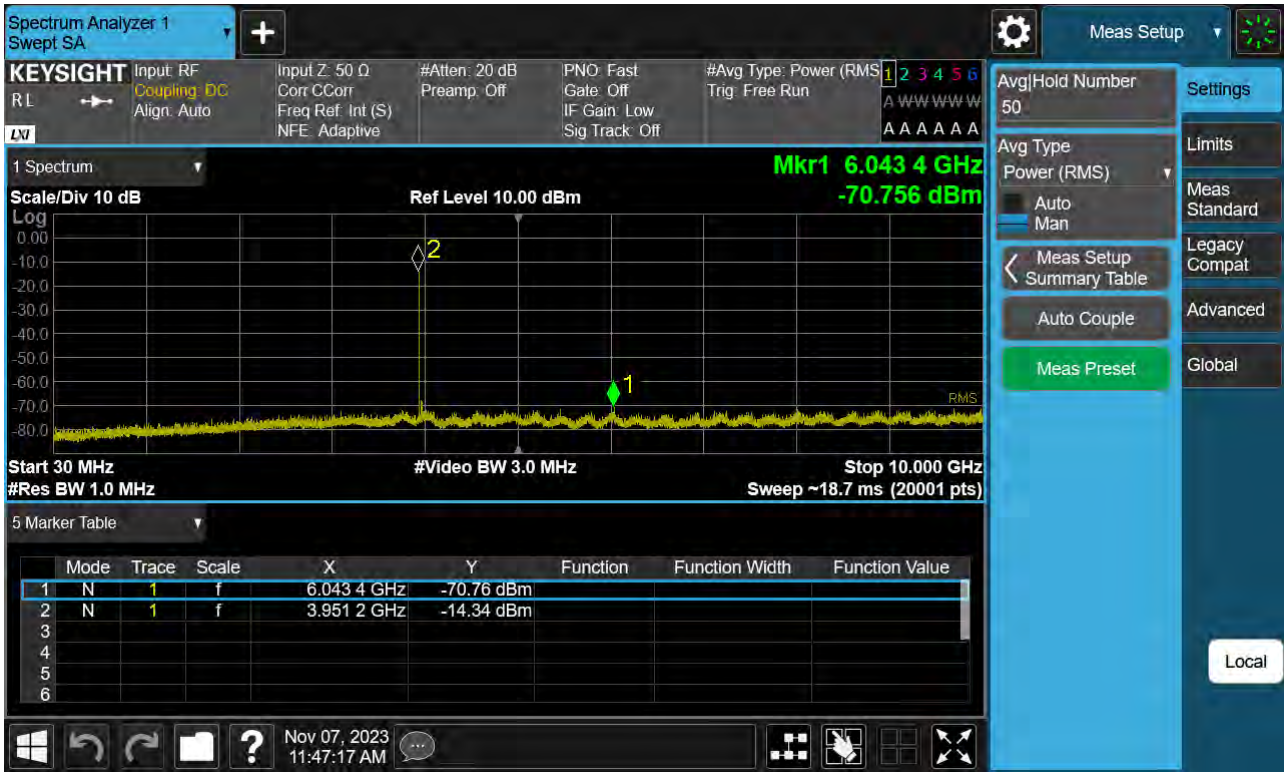 Spectrum Analyzer 1
Swept SA
+
Meas Setup
KEYSIGHT
RL
LXI
Input: RF
Coupling: DC
Align: Auto
Input Z: 50 Ω
Corr CCorr
Freq Ref: Int (S)
NFE: Adaptive
#Atten: 20 dB
Preamp: Off
PNO: Fast
Gate: Off
IF Gain: Low
Sig Track: Off
#Avg Type: Power (RMS
Trig: Free Run
1 2 3 4 5 6
A W W W W W
A A A A A A
1 Spectrum
Scale/Div 10 dB
Ref Level 10.00 dBm
Mkr1 6.043 4 GHz
-70.756 dBm
Log
0.00
-10.0
-20.0
-30.0
-40.0
-50.0
-60.0
-70.0
-80.0
2
1
RMS
Start 30 MHz
#Video BW 3.0 MHz
Stop 10.000 GHz
#Res BW 1.0 MHz
Sweep ~18.7 ms (20001 pts)
5 Marker Table
Mode Trace Scale X Y Function Function Width Function Value
1 N 1 f 6.043 4 GHz -70.76 dBm
2 N 1 f 3.951 2 GHz -14.34 dBm
3
4
5
6
Avg|Hold Number
50
Avg Type
Power (RMS)
Auto
Man
Meas Setup
Summary Table
Auto Couple
Meas Preset
Settings
Limits
Meas
Standard
Legacy
Compat
Advanced
Global
Local
?
Nov 07, 2023
11:47:17 AM